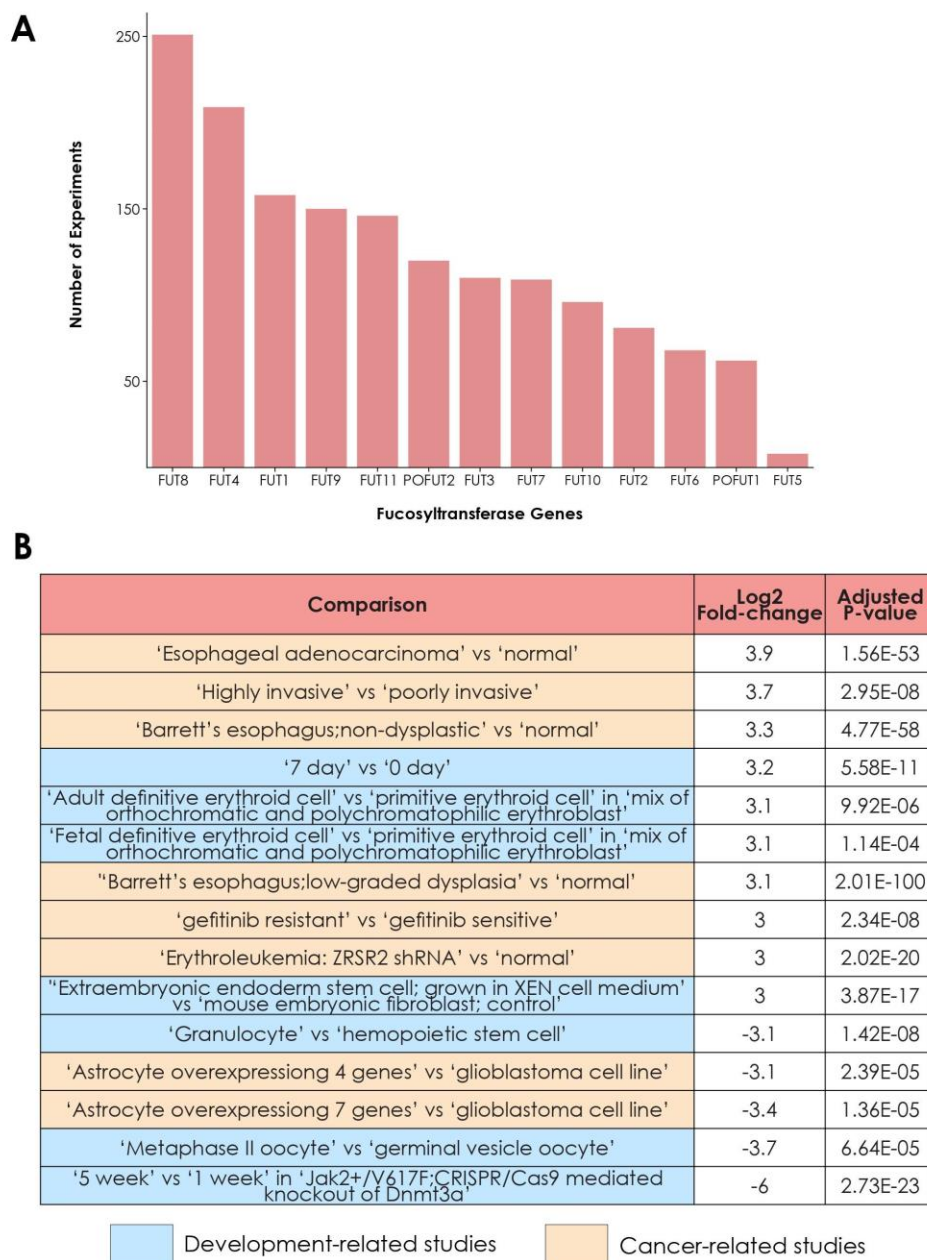 A
250
150
50
Number of Experiments
FUT8 FUT4 FUT1 FUT9 FUT11 POFUT2 FUT3 FUT7 FUT10 FUT2 FUT6 POFUT1 FUT5
Fucosyltransferase Genes
B
Comparison
Log2
Fold-change
Adjusted
P-value
‘Esophageal adenocarcinoma’ vs ‘normal’ 3.9 1.56E-53
‘Highly invasive’ vs ‘poorly invasive’ 3.7 2.95E-08
‘Barrett’s esophagus;non-dysplastic’ vs ‘normal’ 3.3 4.77E-58
‘7 day’ vs ‘0 day’ 3.2 5.58E-11
‘Adult definitive erythroid cell’ vs ‘primitive erythroid cell’ in ‘mix of
orthochromatic and polychromatophilic erythroblast’ 3.1 9.92E-06
‘Fetal definitive erythroid cell’ vs ‘primitive erythroid cell’ in ‘mix of
orthochromatic and polychromatophilic erythroblast’ 3.1 1.14E-04
"‘Barrett’s esophagus;low-graded dysplasia’ vs ‘normal’ 3.1 2.01E-100
‘gefitinib resistant’ vs ‘gefitinib sensitive’ 3 2.34E-08
‘Erythroleukemia: ZRSR2 shRNA’ vs ‘normal’ 3 2.02E-20
"‘Extraembryonic endoderm stem cell; grown in XEN cell medium’
vs ‘mouse embryonic fibroblast; control’ 3 3.87E-17
‘Granulocyte’ vs ‘hemopoietic stem cell’ -3.1 1.42E-08
‘Astrocyte overexpressiong 4 genes’ vs ‘glioblastoma cell line’ -3.1 2.39E-05
‘Astrocyte overexpressiong 7 genes’ vs ‘glioblastoma cell line’ -3.4 1.36E-05
‘Metaphase II oocyte’ vs ‘germinal vesicle oocyte’ -3.7 6.64E-05
‘5 week’ vs ‘1 week’ in ‘Jak2+/V617F;CRISPR/Cas9 mediated
knockout of Dnmt3a’ -6 2.73E-23
Development-related studies
Cancer-related studies